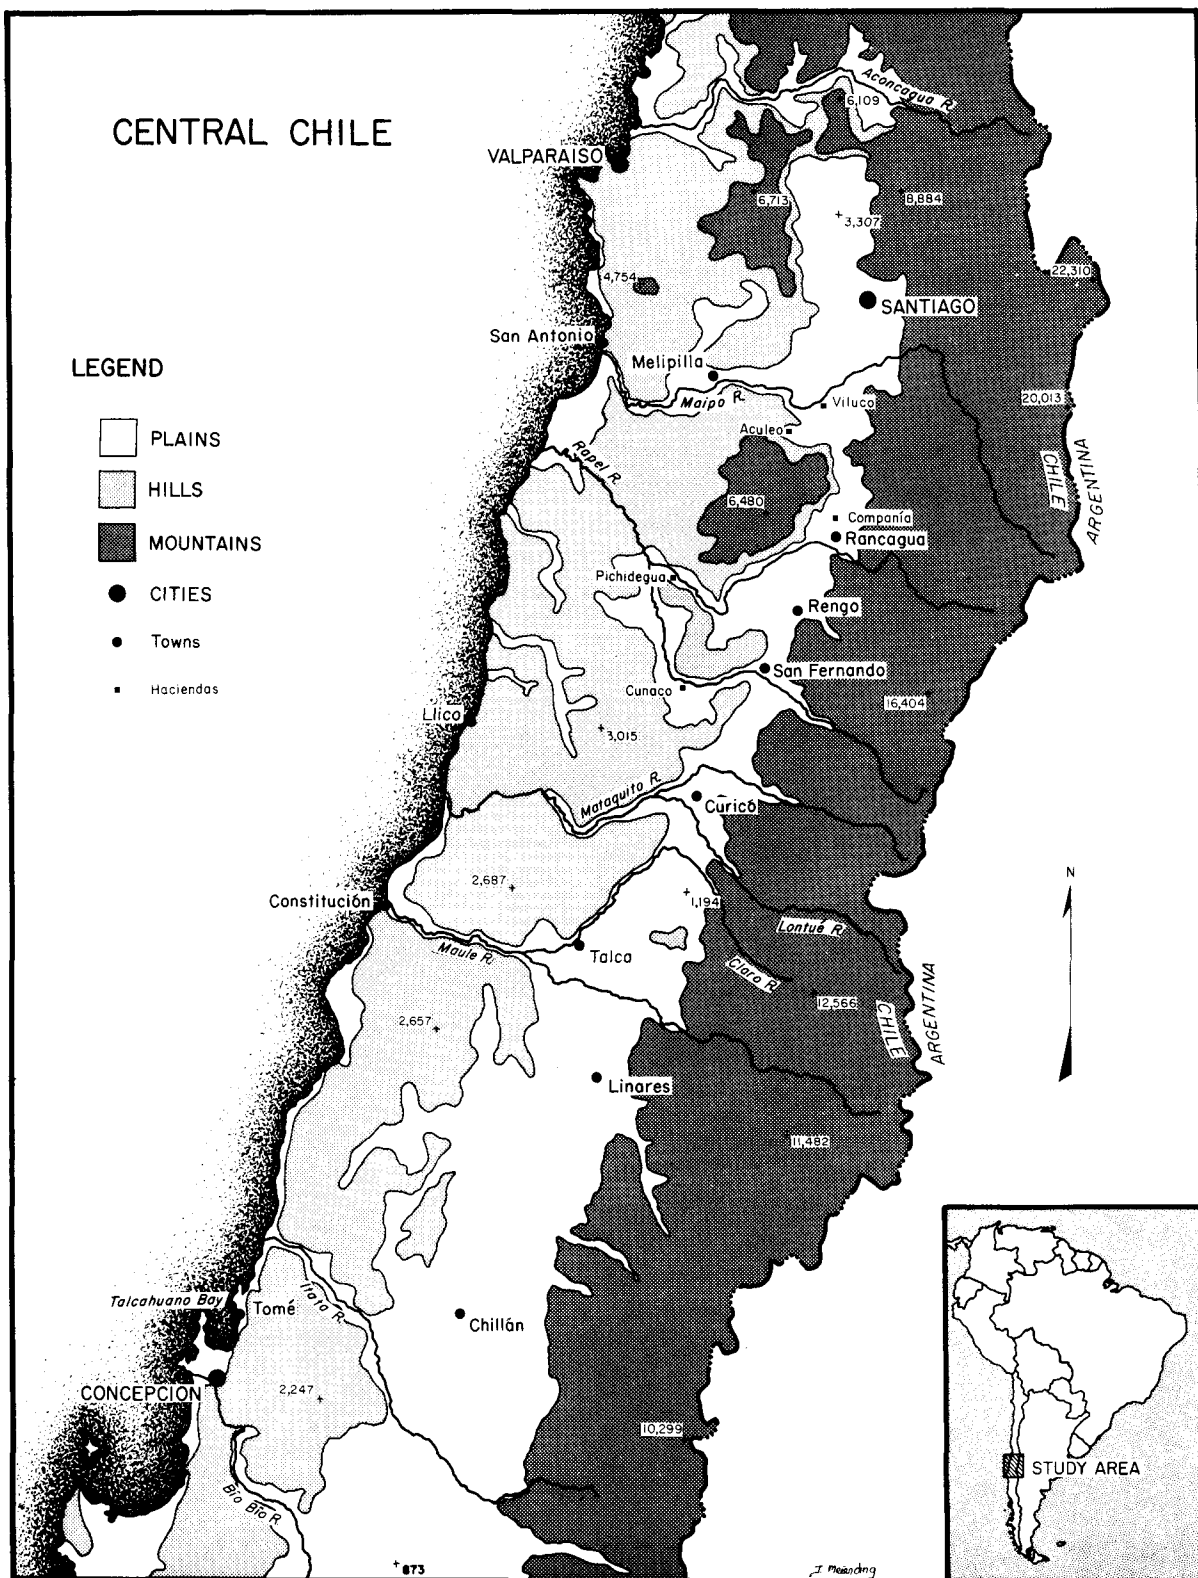 CENTRAL CHILE
Aconcagua R.
6,109
VALPARAISO
6,713
8,884
3,307
4,754
22,310
SANTIAGO
San Antonio
Melipilla
LEGEND
PLAINS
HILLS
MOUNTAINS
CITIES
Towns
Haciendas
Maipó R.
Viluco
20,013
Aculeo
Rapel R.
CHILE
ARGENTINA
6,480
Compañía
Rancagua
Pichidegua
Rengo
San Fernando
Cunaco
16,404
Llico
3,015
Mataquito R.
Curicó
2,687
1,194
Constitución
Lontué R.
Maule R.
Talca
Claro R.
12,566
CHILE
ARGENTINA
N
2,657
Linares
11,482
Talcahuano Bay
Tomé
Itata R.
Chillán
CONCEPCION
2,247
10,299
Bío Bío R.
873
STUDY AREA